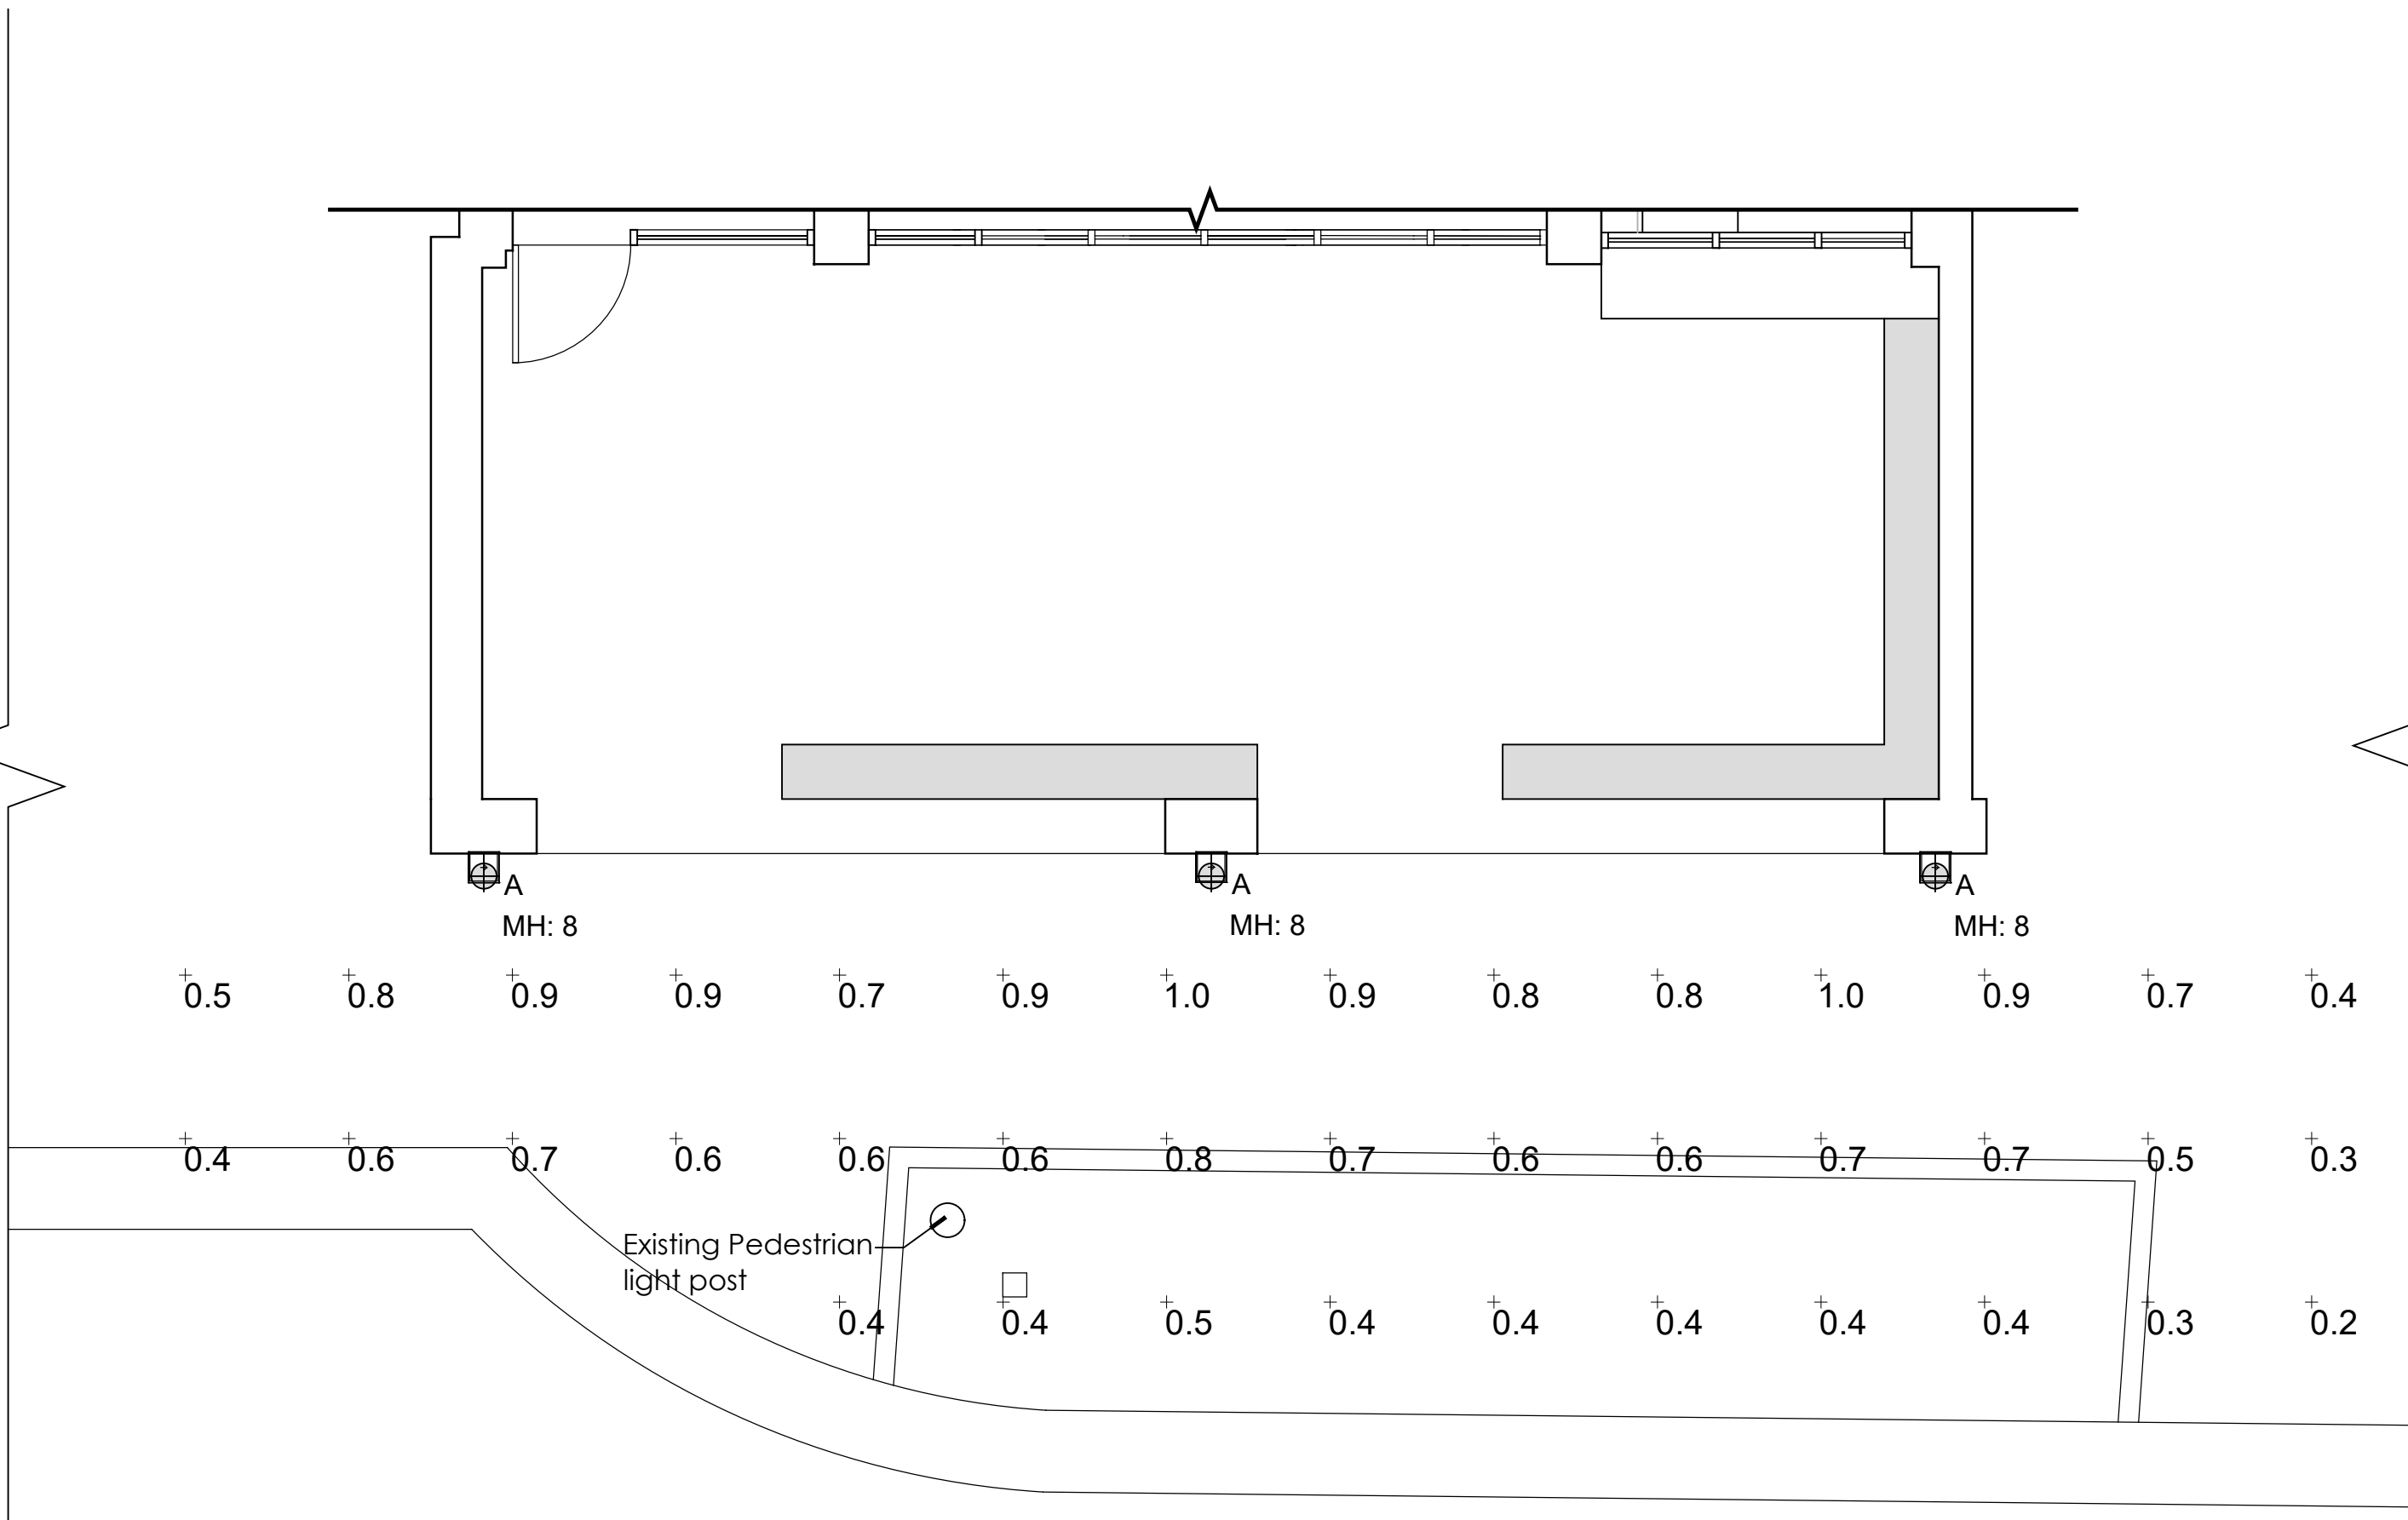 A A A
MH: 8 MH: 8 MH: 8
0.5 0.8 0.9 0.9 0.7 0.9 1.0 0.9 0.8 0.8 1.0 0.9 0.7 0.4
0.4 0.6 0.7 0.6 0.6 0.6 0.8 0.7 0.6 0.6 0.7 0.7 0.5 0.3
Existing Pedestrian
light post
0.4 0.4 0.5 0.4 0.4 0.4 0.4 0.4 0.3 0.2